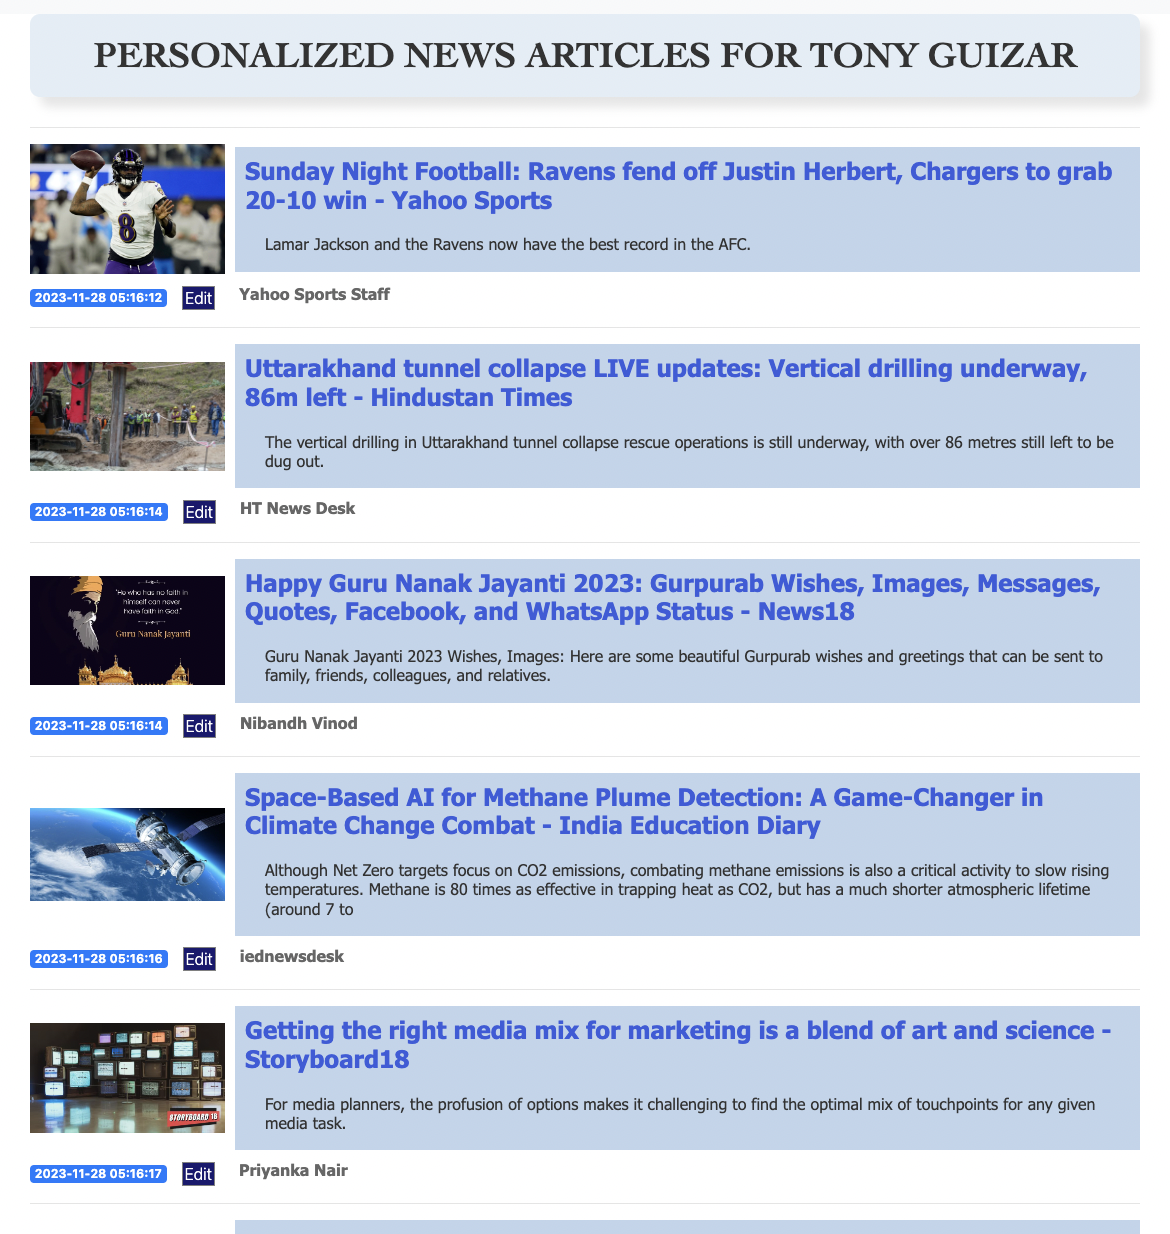 PERSONALIZED NEWS ARTICLES FOR TONY GUIZAR
8
Sunday Night Football: Ravens fend off Justin Herbert, Chargers to grab
20-10 win - Yahoo Sports
Lamar Jackson and the Ravens now have the best record in the AFC.
2023-11-28 05:16:12 Edit Yahoo Sports Staff
Uttarakhand tunnel collapse LIVE updates: Vertical drilling underway,
86m left - Hindustan Times
The vertical drilling in Uttarakhand tunnel collapse rescue operations is still underway, with over 86 metres still left to be
dug out.
2023-11-28 05:16:14 Edit HT News Desk
"He who has no faith in
himself can never
have faith in God."
Guru Nanak Jayanti
Happy Guru Nanak Jayanti 2023: Gurpurab Wishes, Images, Messages,
Quotes, Facebook, and WhatsApp Status - News18
Guru Nanak Jayanti 2023 Wishes, Images: Here are some beautiful Gurpurab wishes and greetings that can be sent to
family, friends, colleagues, and relatives.
2023-11-28 05:16:14 Edit Nibandh Vinod
Space-Based AI for Methane Plume Detection: A Game-Changer in
Climate Change Combat - India Education Diary
Although Net Zero targets focus on CO2 emissions, combating methane emissions is also a critical activity to slow rising
temperatures. Methane is 80 times as effective in trapping heat as CO2, but has a much shorter atmospheric lifetime
(around 7 to
2023-11-28 05:16:16 Edit iednewsdesk
STORYBOARD 18
Getting the right media mix for marketing is a blend of art and science -
Storyboard18
For media planners, the profusion of options makes it challenging to find the optimal mix of touchpoints for any given
media task.
2023-11-28 05:16:17 Edit Priyanka Nair